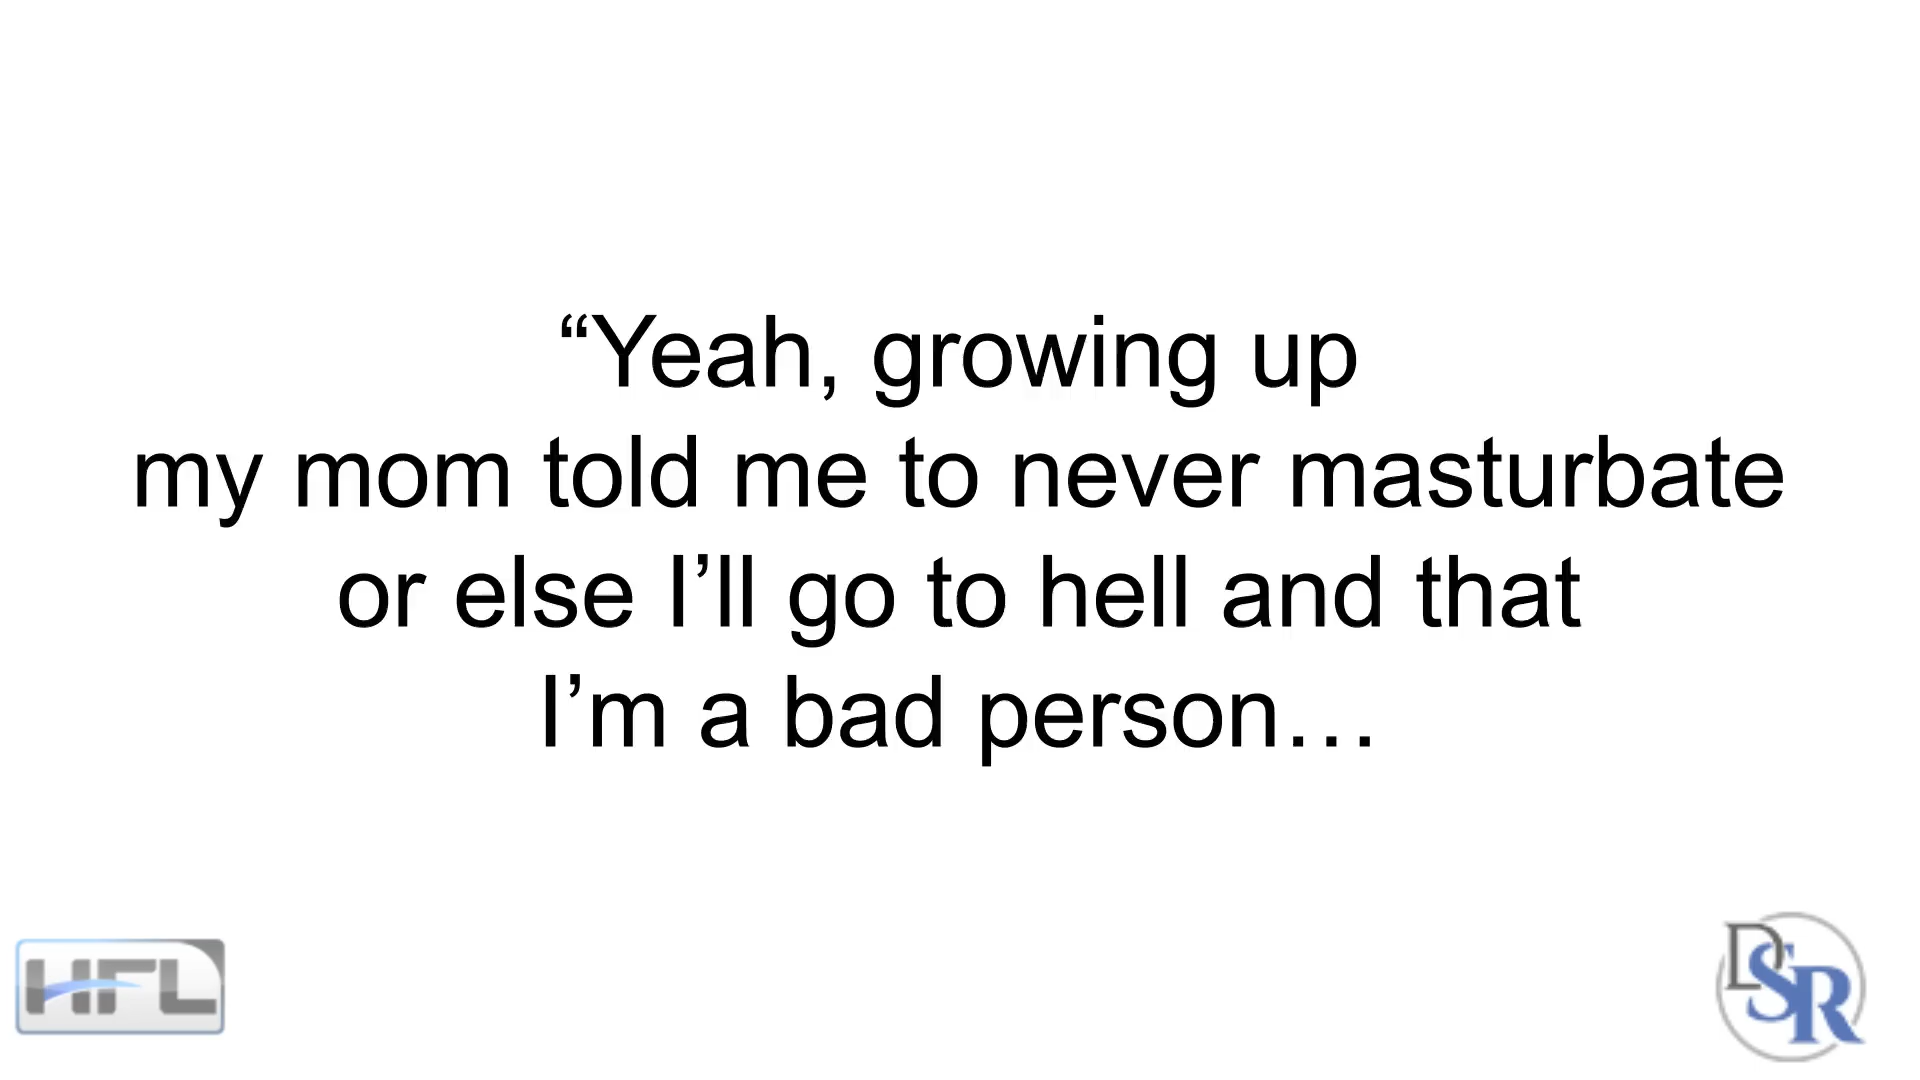 “Yeah, growing up
my mom told me to never masturbate
or else I’ll go to hell and that
I’m a bad person…
HFL
DSR